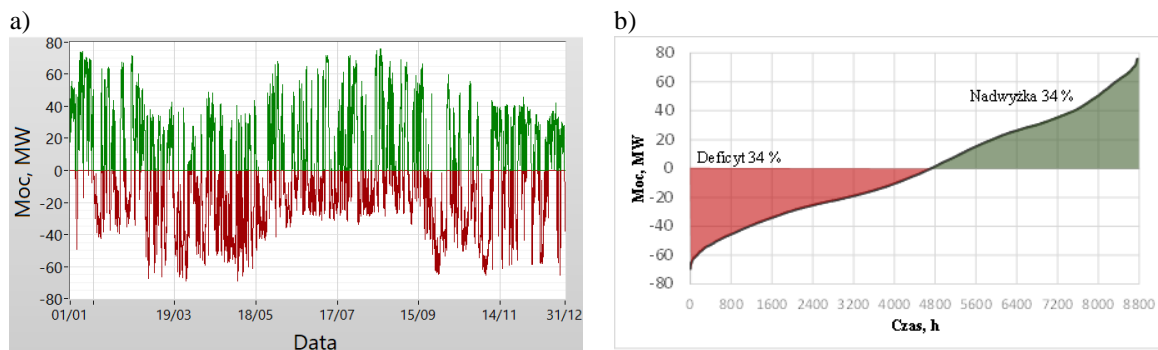 a)
80
60
40
20
0
-20
-40
-60
-80
Moc, MW
01/01
19/03
18/05
17/07
15/09
14/11
31/12
Data
b)
80
60
40
20
0
-20
-40
-60
-80
Moc, MW
Nadwyżka 34 %
Deficyt 34 %
0 800 1600 2400 3200 4000 4800 5600 6400 7200 8000 8800
Czas, h